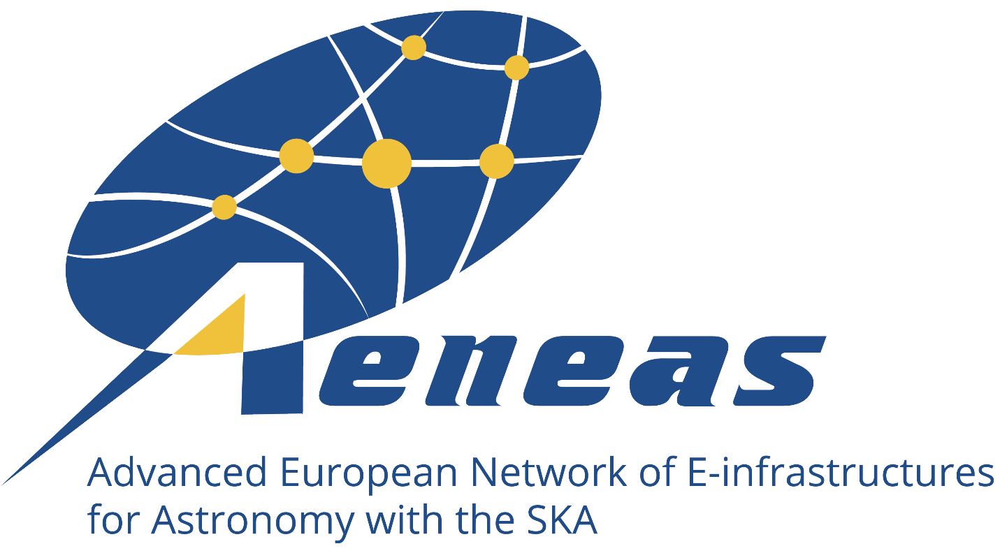 Aeneas
Advanced European Network of E-infrastructures
for Astronomy with the SKA